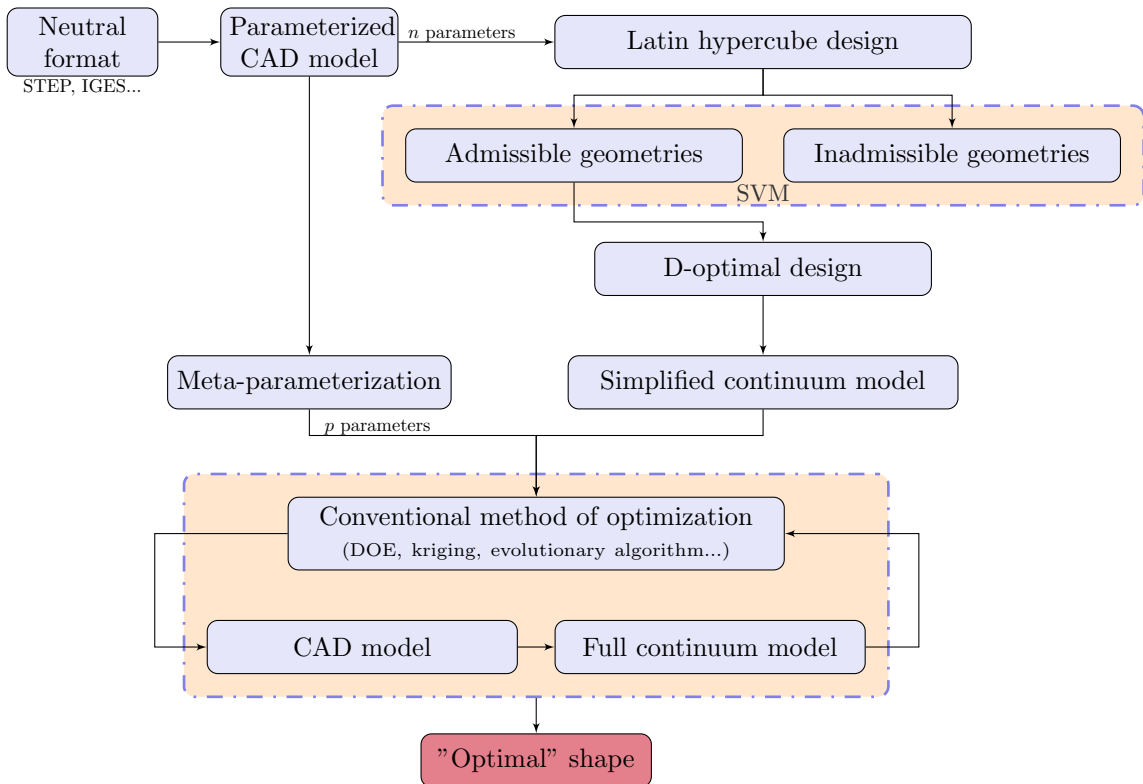 Neutral
format
STEP, IGES...
Parameterized
CAD model
n parameters
Latin hypercube design
Admissible geometries
Inadmissible geometries
SVM
D-optimal design
Meta-parameterization
Simplified continuum model
p parameters
Conventional method of optimization
(DOE, kriging, evolutionary algorithm...)
CAD model
Full continuum model
"Optimal" shape